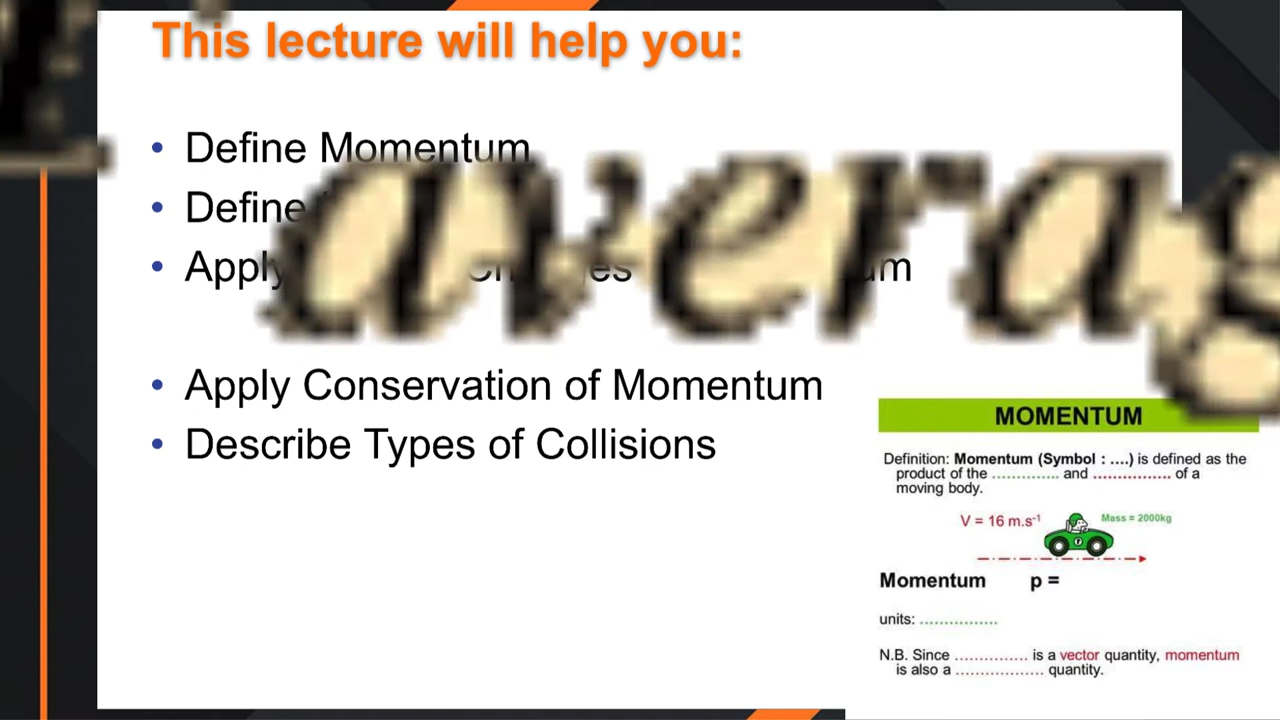 This lecture will help you:
• Define Momentum
• Define
• Apply
• Apply Conservation of Momentum
• Describe Types of Collisions
averag
MOMENTUM
Definition: Momentum (Symbol : ....) is defined as the
product of the .............. and ................ of a
moving body.
V = 16 m.s⁻¹
Mass = 2000kg
Momentum p =
units: ................
N.B. Since ............... is a vector quantity, momentum
is also a .................. quantity.